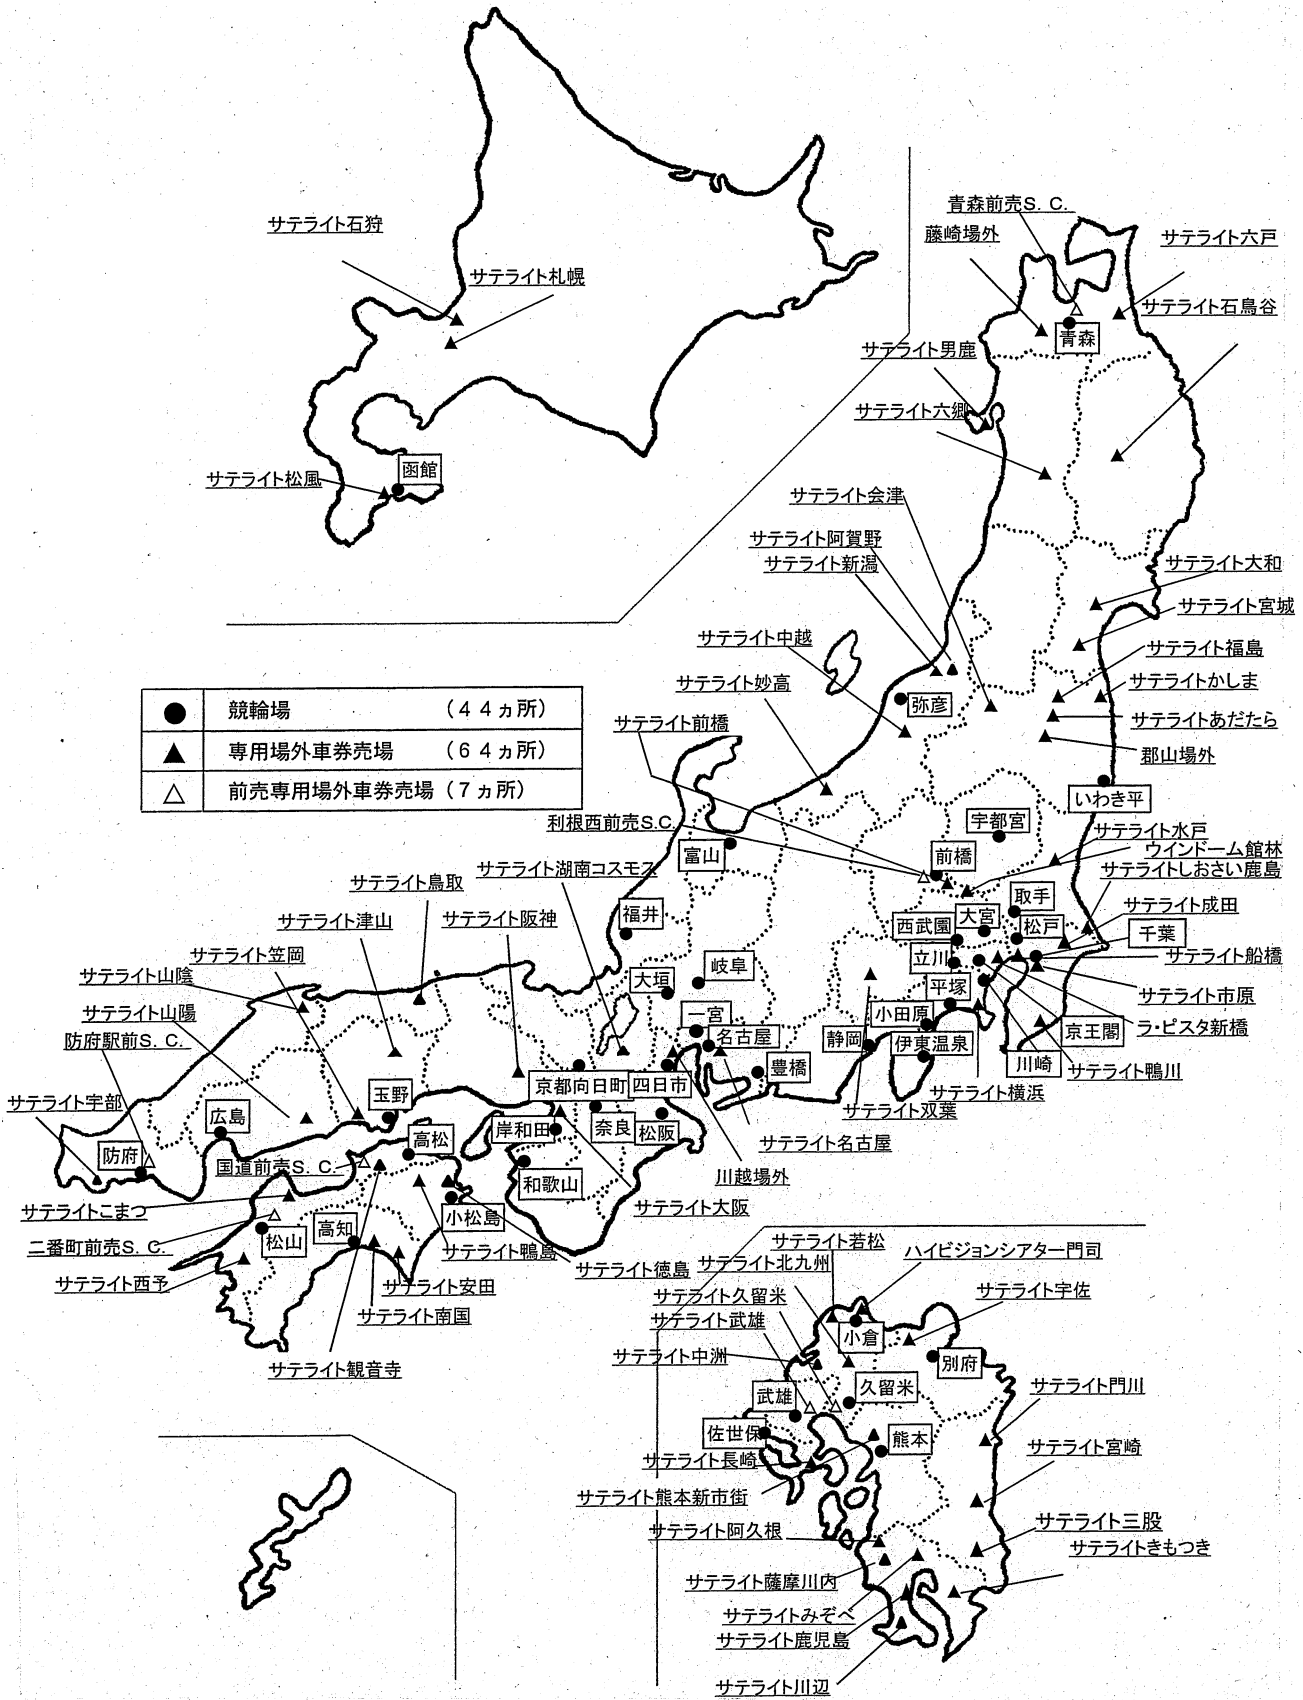 サテライト石狩
サテライト札幌
函館
サテライト松風
青森前売S.C.
藤崎場外
サテライト六戸
サテライト石鳥谷
青森
サテライト男鹿
サテライト六郷
サテライト会津
サテライト阿賀野
サテライト新潟
サテライト大和
サテライト宮城
サテライト中越
サテライト福島
サテライト妙高
サテライトかしま
弥彦
サテライト前橋
サテライトあだたら
郡山場外
いわき平
● 競輪場 (44ヵ所)
▲ 専用場外車券売場 (64ヵ所)
△ 前売専用場外車券売場(7ヵ所)
利根西前売S.C.
宇都宮
サテライト水戸
富山
前橋
ウインドーム館林
サテライト湖南コスモス
サテライトしおさい鹿島
サテライト鳥取
取手
サテライト成田
福井
大宮
サテライト津山
サテライト阪神
西武園
松戸
千葉
サテライト笠岡
立川
サテライト船橋
サテライト山陰
大垣
岐阜
平塚
サテライト市原
サテライト山陽
一宮
小田原
ラ・ピスタ新橋
防府駅前S.C.
名古屋
静岡
伊東温泉
京王閣
川崎
豊橋
サテライト鴨川
京都向日町
四日市
サテライト横浜
サテライト宇部
玉野
サテライト双葉
広島
岸和田
奈良
松阪
サテライト名古屋
防府
高松
国道前売S.C.
川越場外
和歌山
サテライトこまつ
サテライト大阪
小松島
高知
松山
二番町前売S.C.
サテライト鴨島
サテライト徳島
サテライト西予
サテライト安田
サテライト南国
サテライト観音寺
サテライト若松
ハイビジョンシアター門司
サテライト北九州
サテライト久留米
サテライト宇佐
サテライト武雄
小倉
サテライト中洲
別府
武雄
久留米
サテライト門川
佐世保
熊本
サテライト宮崎
サテライト長崎
サテライト熊本新市街
サテライト三股
サテライト阿久根
サテライトきもつき
サテライト薩摩川内
サテライトみぞべ
サテライト鹿児島
サテライト川辺